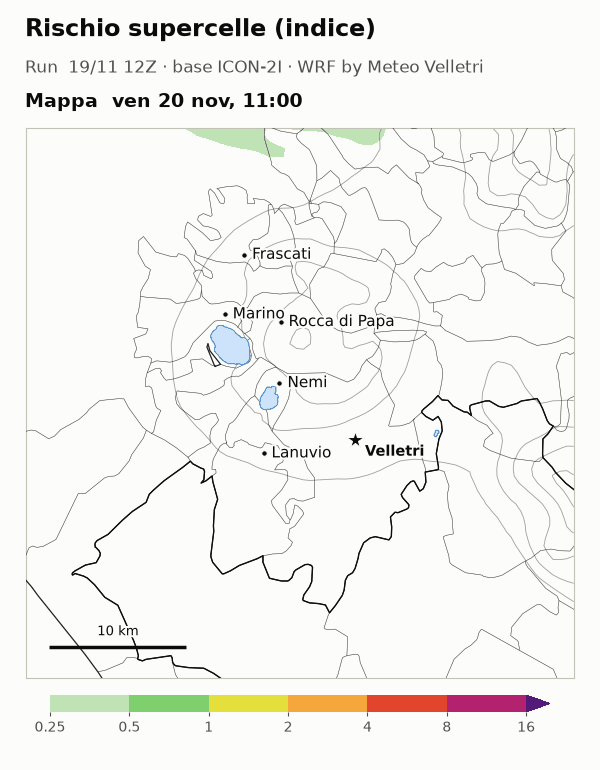 Rischio supercelle (indice)
Run  19/11 12Z · base ICON-2I · WRF by Meteo Velletri
Mappa  ven 20 nov, 11:00
Frascati
Marino
Rocca di Papa
Nemi
Velletri
Lanuvio
10 km
0.25 0.5 1 2 4 8 16